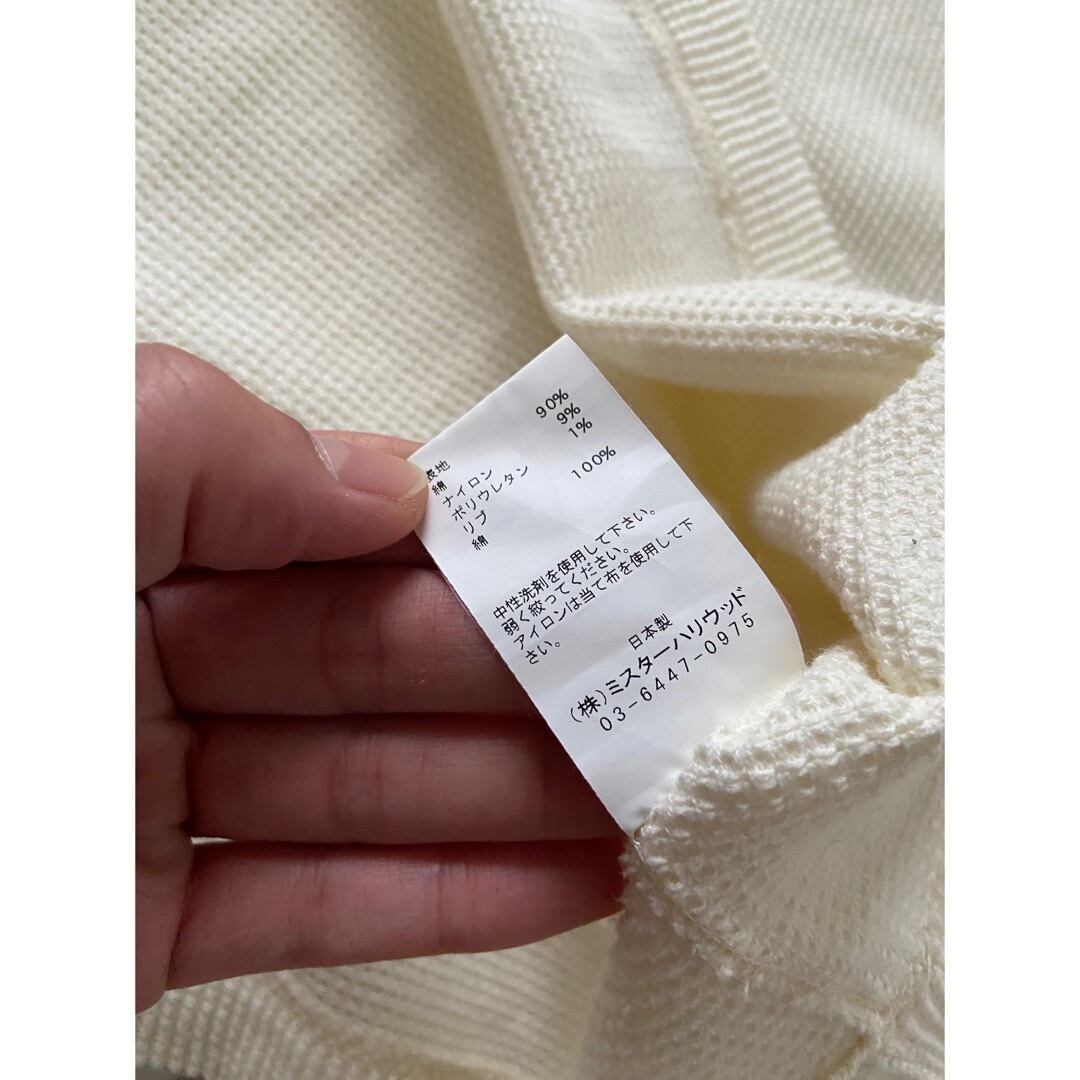 表地
綿 90%
ナイロン 9%
ポリウレタン 1%
リブ
綿 100%
中性洗剤を使用して下さい。
弱く絞ってください。
アイロンは当て布を使用して下
さい。
日本製
(株)ミスターハリウッド
03-6447-0975